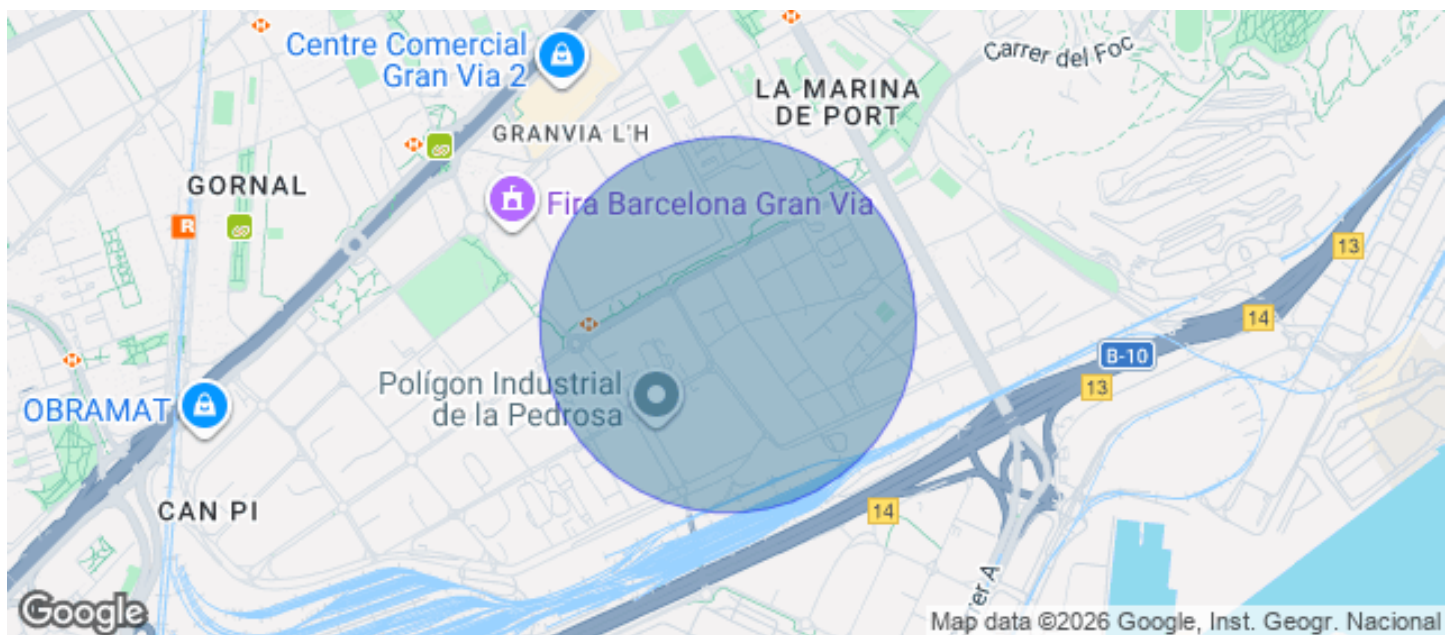 Centre Comercial
Gran Via 2
Carrer del Foc
LA MARINA
DE PORT
GRANVIA L'H
GORNAL
R
Fira Barcelona Gran Via
13
14
B-10
13
Polígon Industrial
de la Pedrosa
OBRAMAT
CAN PI
14
rer A
Google
Map data ©2026 Google, Inst. Geogr. Nacional